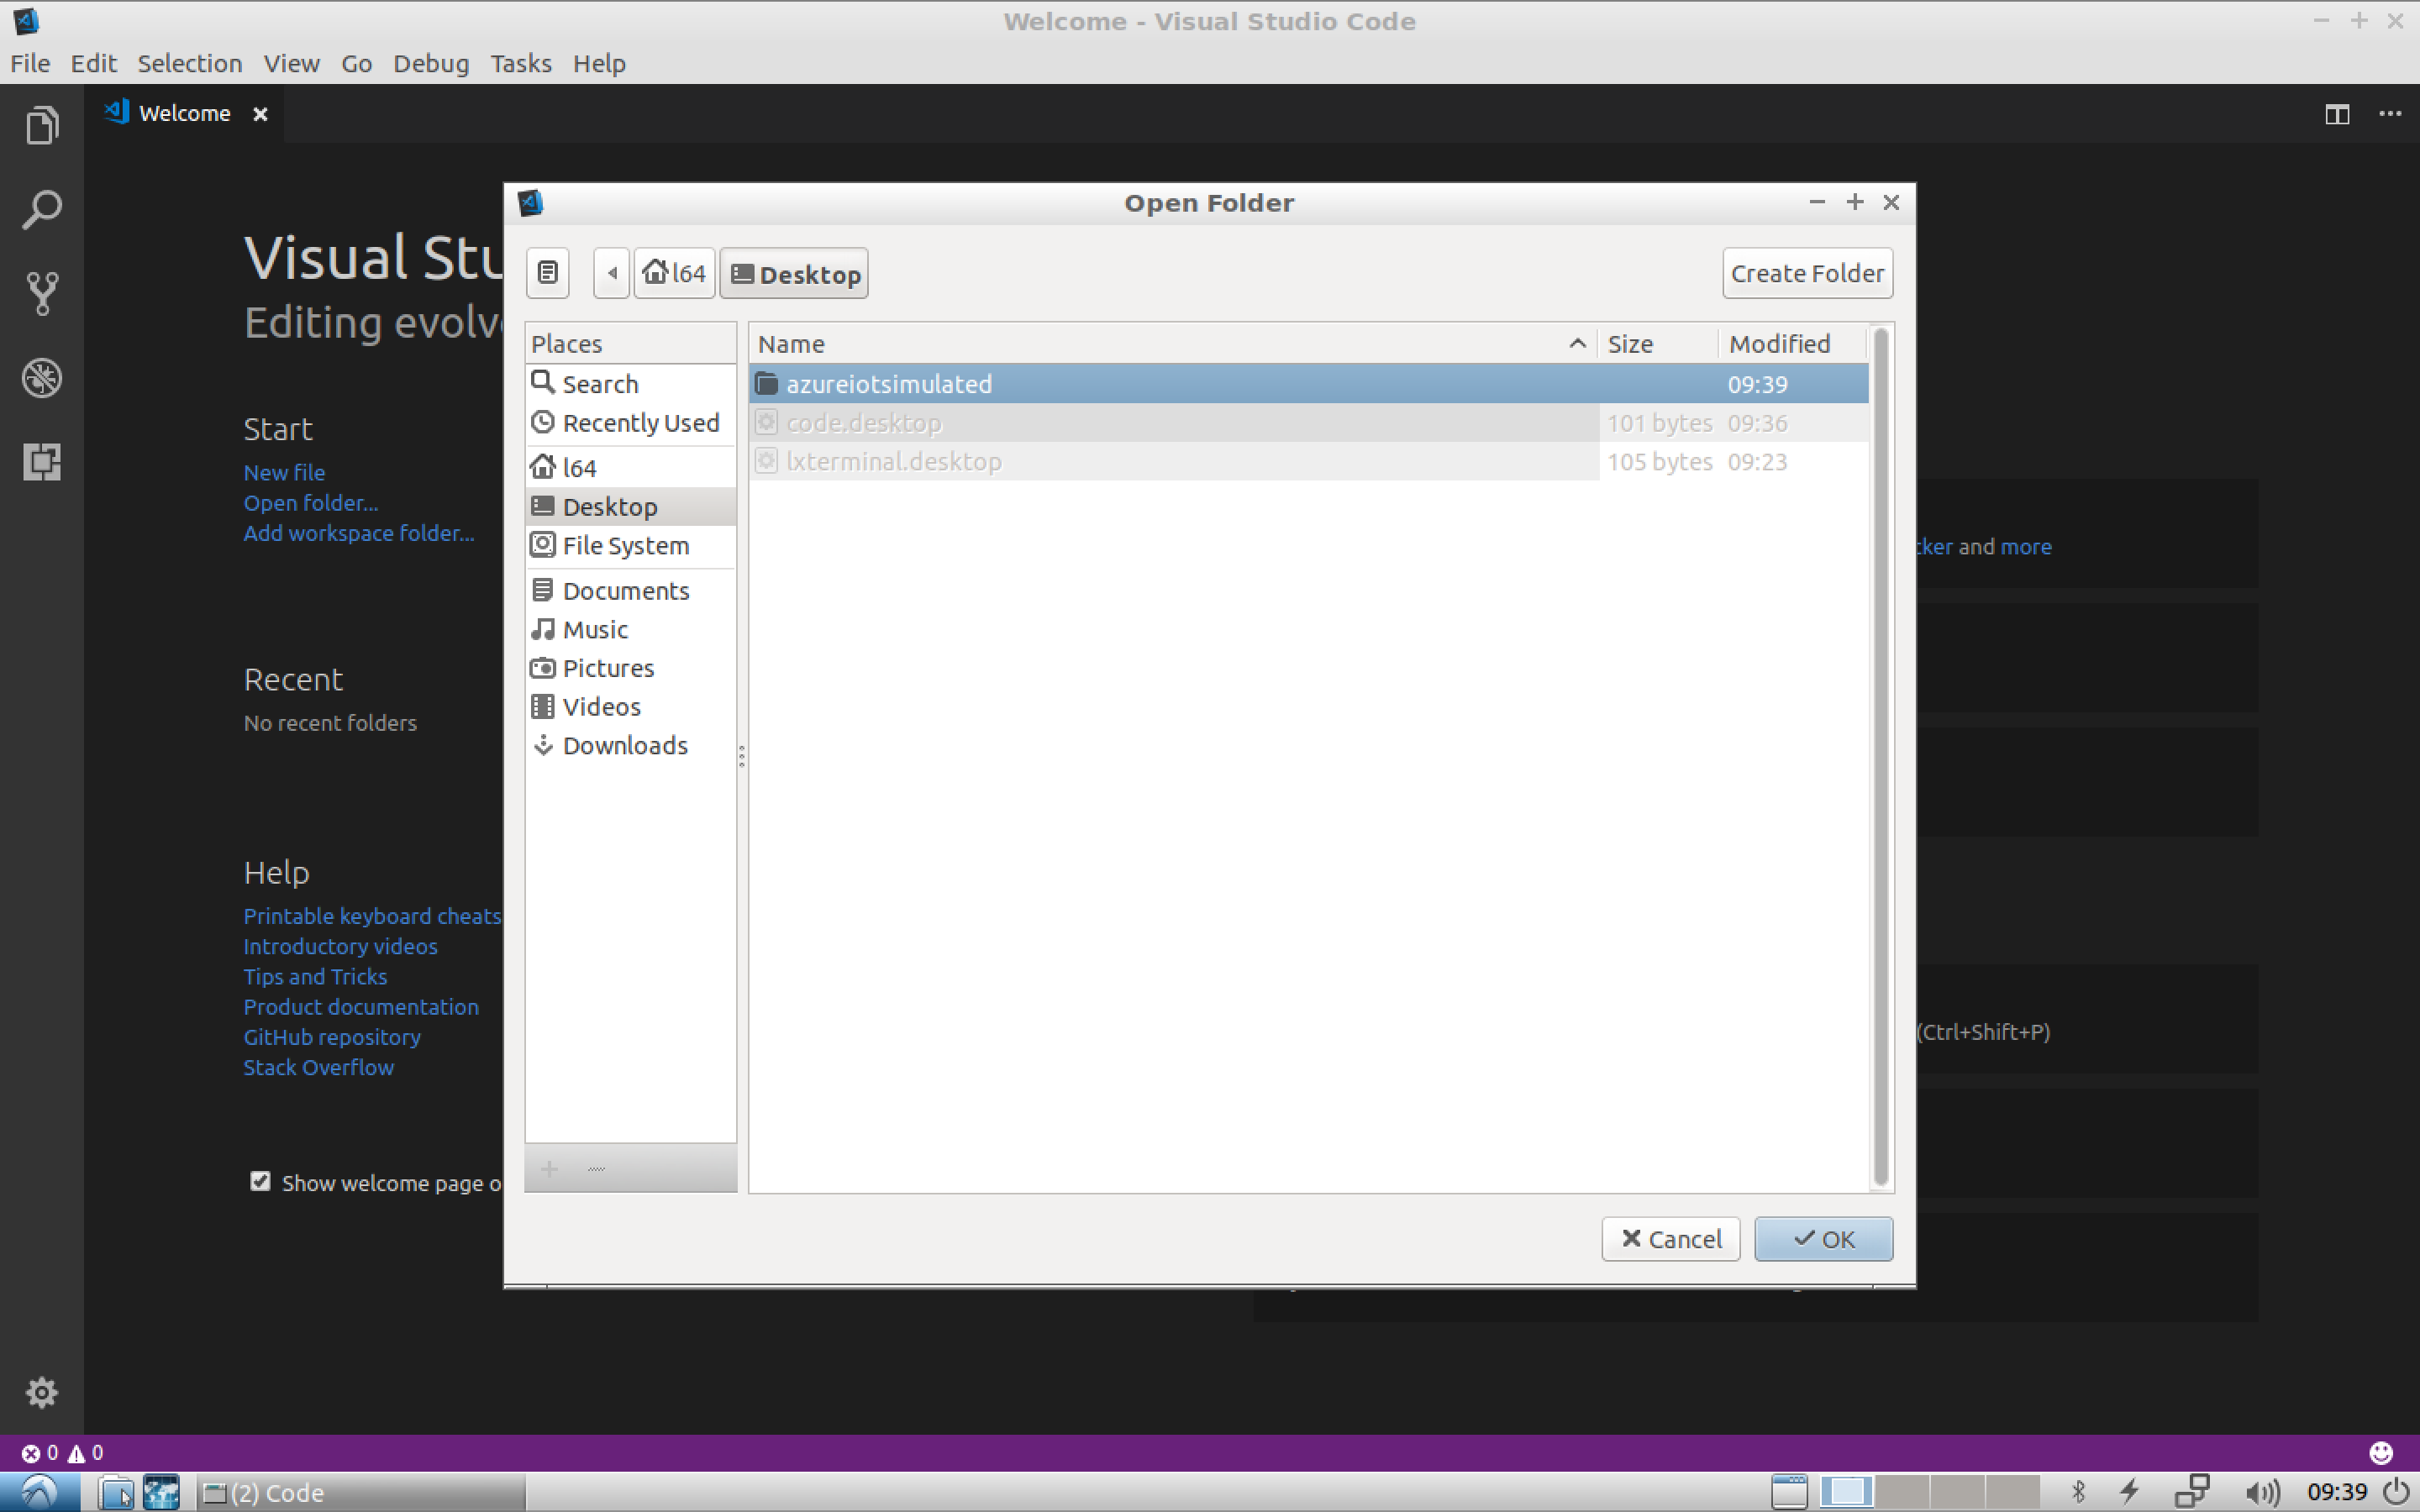 Welcome - Visual Studio Code
File Edit Selection View Go Debug Tasks Help
Welcome
Visual
Editing
Start
New file
Open folder...
Add workspace folder...
Recent
No recent folders
Help
Printable keyboard
Introductory videos
Tips and Tricks
Product documentation
GitHub repository
Stack Overflow
Show welcome page
Open Folder
l64 Desktop Create Folder
Places
Search
Recently Used
l64
Desktop
File System
Documents
Music
Pictures
Videos
Downloads
Name Size Modified
azureiotsimulated 09:39
code.desktop 101 bytes 09:36
lxterminal.desktop 105 bytes 09:23
Cancel OK
and more
(Ctrl+Shift+P)
0 0
(2) Code 09:39